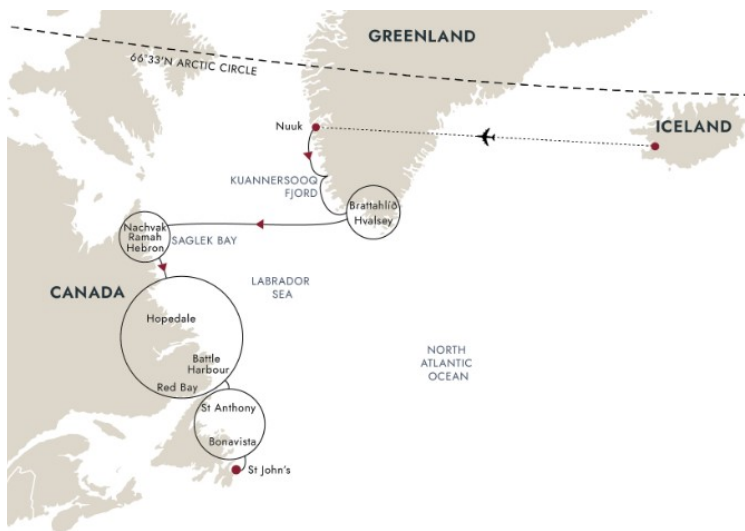 GREENLAND
66°33'N ARCTIC CIRCLE
Nuuk
ICELAND
KUANNERSOOQ
FJORD
Brattahlíð
Hvalsey
Nachvak
Ramah
Hebron
SAGLEK BAY
CANADA
LABRADOR
SEA
Hopedale
Battle
Harbour
Red Bay
NORTH
ATLANTIC
OCEAN
St Anthony
Bonavista
St John's